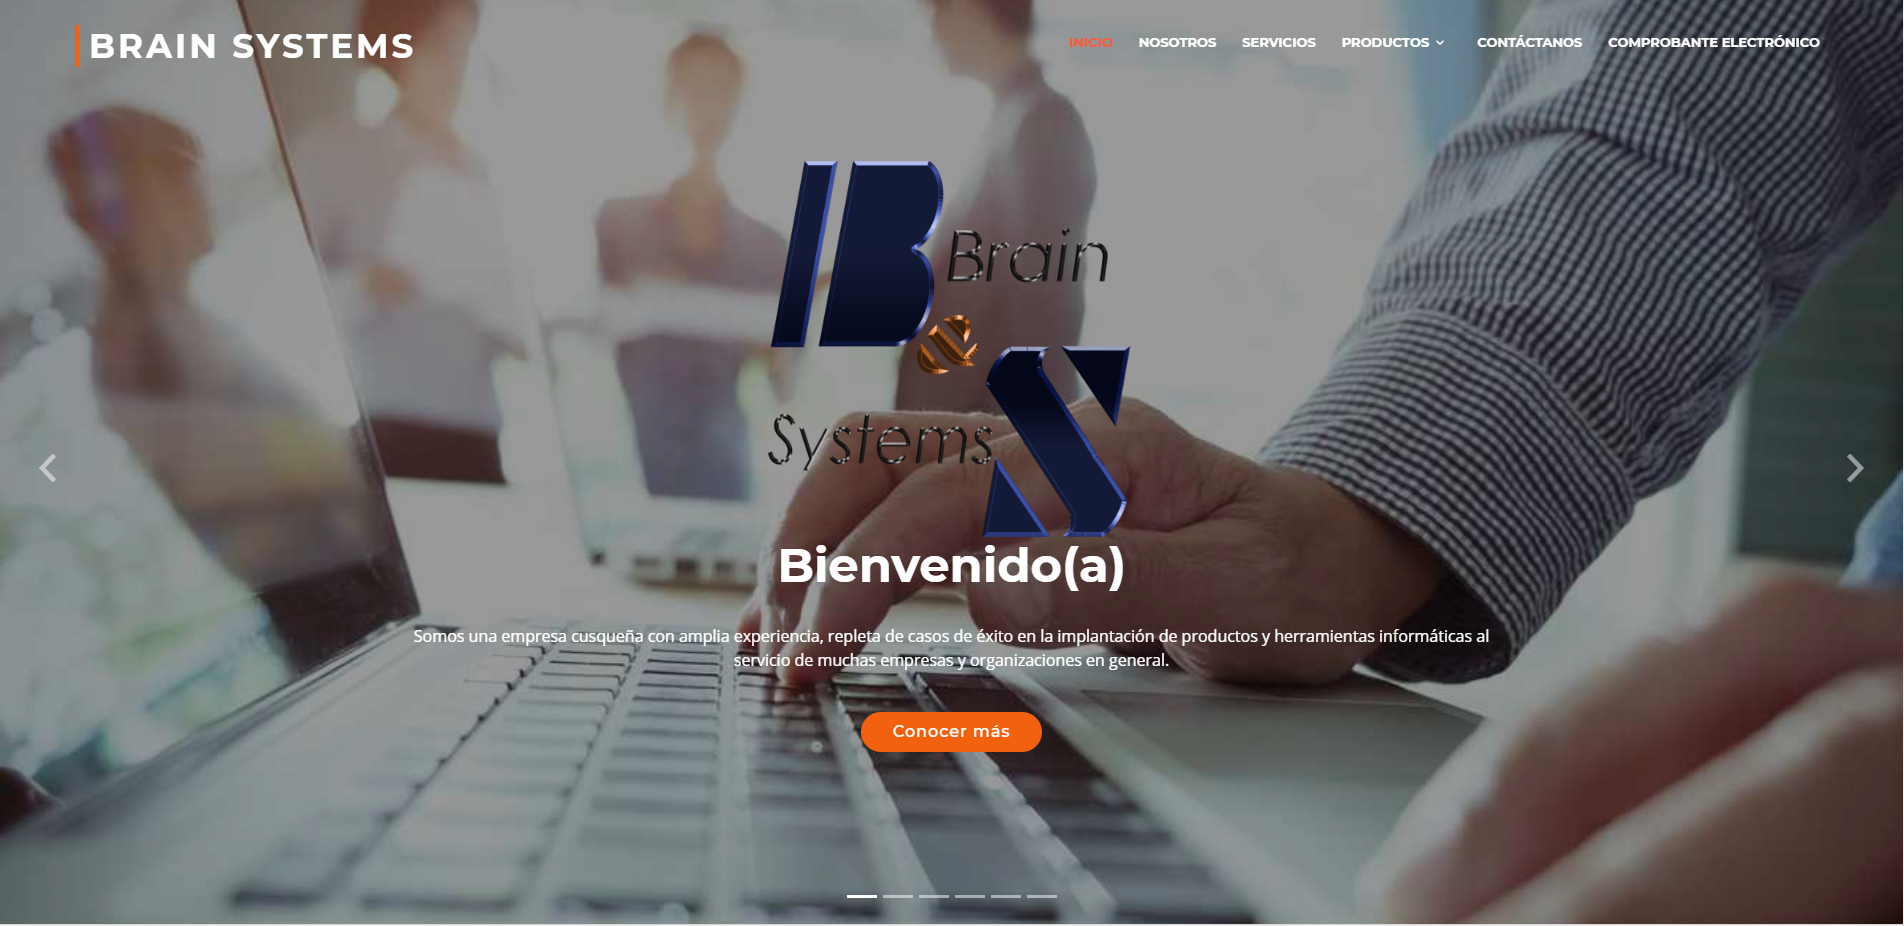 BRAIN SYSTEMS
INICIO NOSOTROS SERVICIOS PRODUCTOS CONTÁCTANOS COMPROBANTE ELECTRÓNICO
B Brain
&
Systems S
Bienvenido(a)
Somos una empresa cusqueña con amplia experiencia, repleta de casos de éxito en la implantación de productos y herramientas informáticas al
servicio de muchas empresas y organizaciones en general.
Conocer más